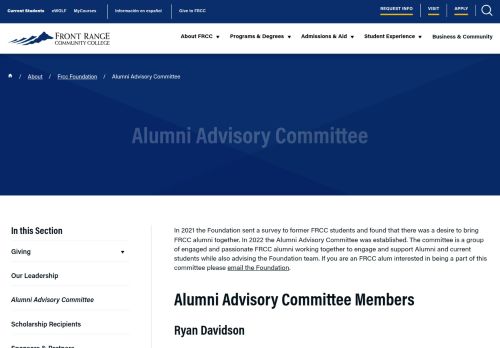 Current Students eWOLF MyCourses Información en español Give to FRCC REQUEST INFO VISIT APPLY
FRONT RANGE
COMMUNITY COLLEGE
About FRCC Programs & Degrees Admissions & Aid Student Experience Business & Community
/ About / Frcc Foundation / Alumni Advisory Committee
Alumni Advisory Committee
In this Section
Giving
Our Leadership
Alumni Advisory Committee
Scholarship Recipients
Sponsors & Partners
In 2021 the Foundation sent a survey to former FRCC students and found that there was a desire to bring
FRCC alumni together. In 2022 the Alumni Advisory Committee was established. The committee is a group
of engaged and passionate FRCC alumni working together to engage and support Alumni and current
students while also advising the Foundation team. If you are an FRCC alum interested in being a part of this
committee please email the Foundation.
Alumni Advisory Committee Members
Ryan Davidson